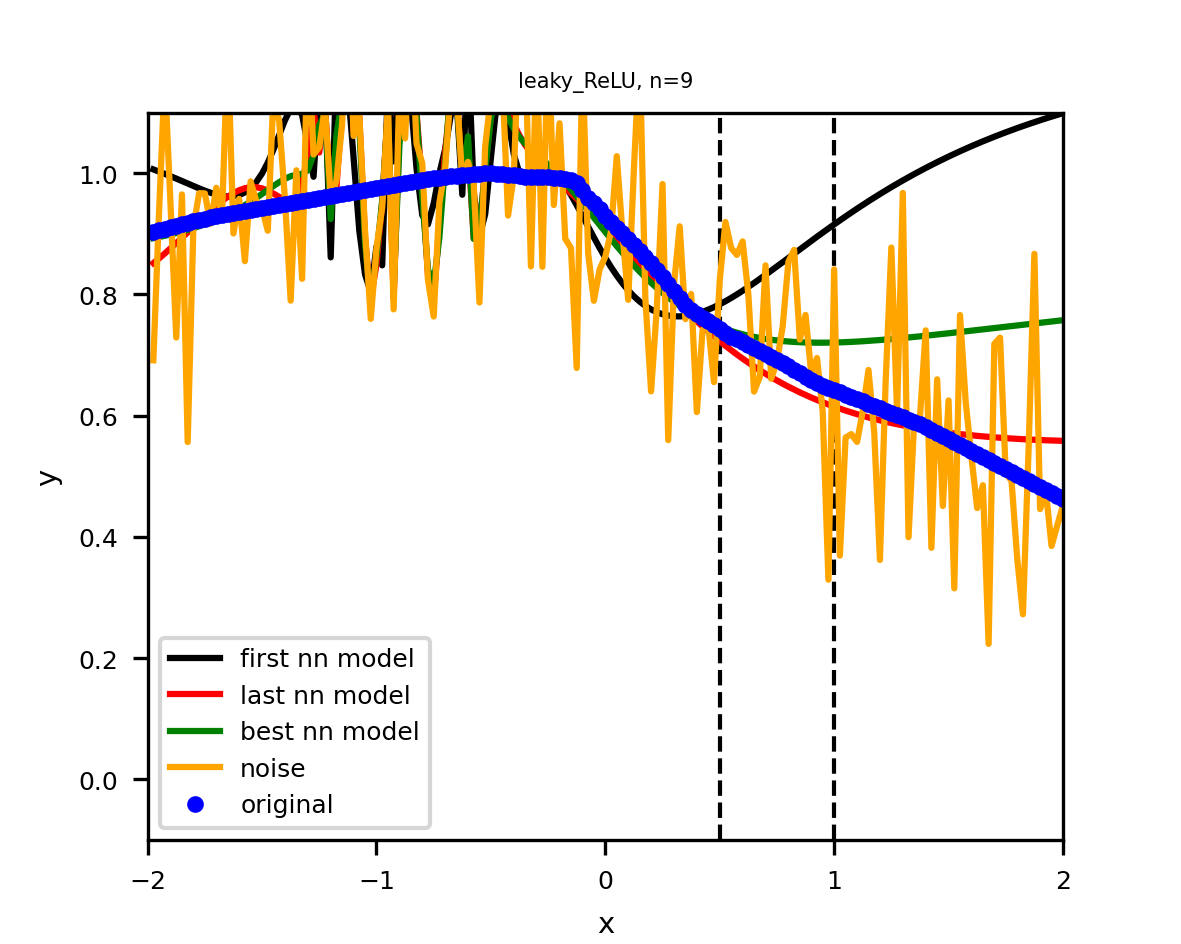 leaky_ReLU, n=9
1.0
0.8
0.6
0.4
0.2
0.0
y
first nn model
last nn model
best nn model
noise
original
−2
−1
0
1
2
x